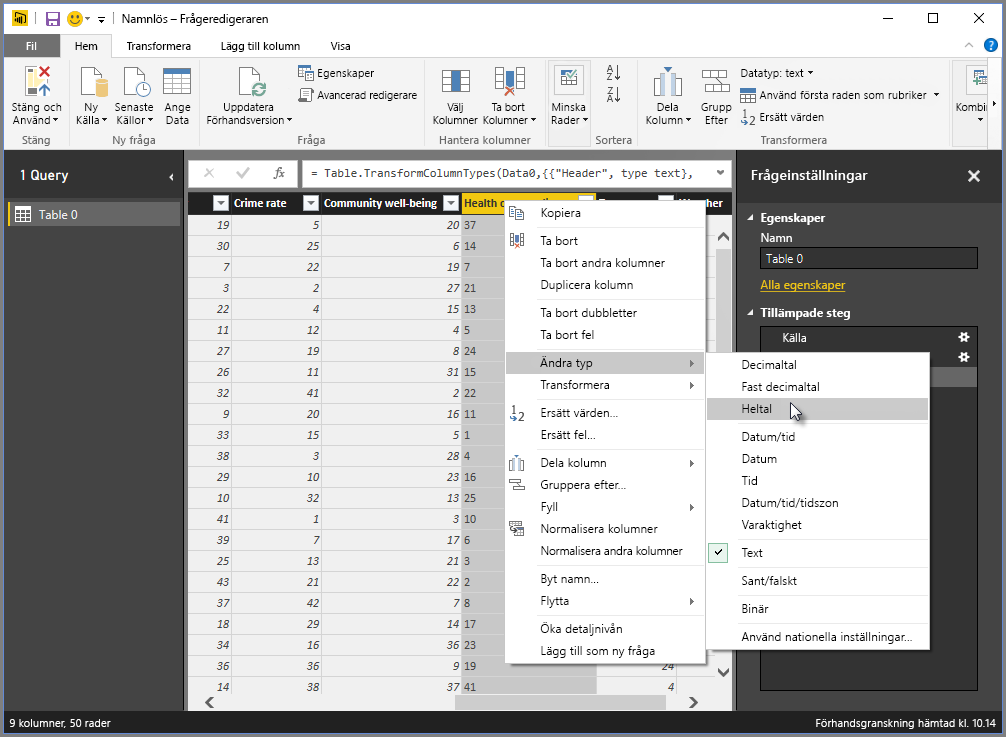 Namnlös – Frågeredigeraren
Fil Hem Transformera Lägg till kolumn Visa
Stäng och Använd
Ny Källa
Senaste Källor
Ange Data
Uppdatera Förhandsversion
Egenskaper
Avancerad redigerare
Välj Kolumner
Ta bort Kolumner
Minska Rader
Dela Kolumn
Grupp Efter
Datatyp: text
Använd första raden som rubriker
Ersätt värden
Stäng Ny fråga Fråga Hantera kolumner Sortera Transformera
1 Query
Table 0
fx = Table.TransformColumnTypes(Data0,{{"Header", type text},
Crime rate Community well-being
19 5 20 37
30 25 6 14
7 22 19 7
3 2 27 21
22 4 15 13
11 12 4 5
27 19 8 24
26 11 31 15
32 41 2 22
9 20 16 11
33 15 5 1
38 3 28 4
29 10 23 16
10 32 13 25
41 1 3 10
39 7 17 6
25 13 21 3
43 21 22 2
37 42 7 8
18 29 14 17
34 16 36 23
36 36 9 19 24
14 38 37 41 4
Kopiera
Ta bort
Ta bort andra kolumner
Duplicera kolumn
Ta bort dubbletter
Ta bort fel
Ändra typ
Transformera
Ersätt värden...
Ersätt fel...
Dela kolumn
Gruppera efter...
Fyll
Normalisera kolumner
Normalisera andra kolumner
Byt namn...
Flytta
Öka detaljnivån
Lägg till som ny fråga
Decimaltal
Fast decimaltal
Heltal
Datum/tid
Datum
Tid
Datum/tid/tidszon
Varaktighet
Text
Sant/falskt
Binär
Använd nationella inställningar...
Frågeinställningar
Egenskaper
Namn
Table 0
Alla egenskaper
Tillämpade steg
Källa
9 kolumner, 50 rader
Förhandsgranskning hämtad kl. 10.14